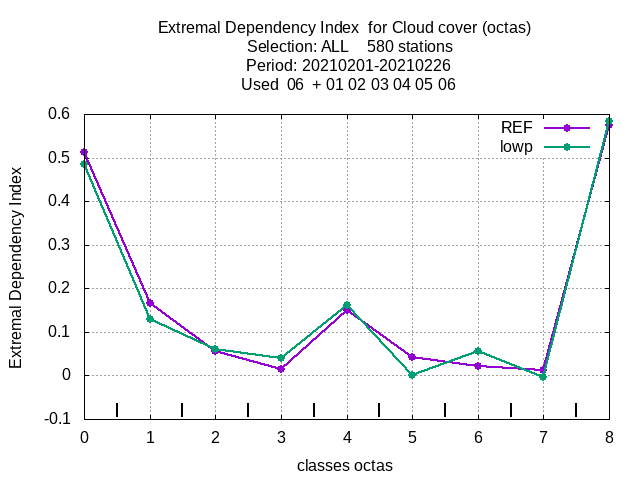 Extremal Dependency Index  for Cloud cover (octas)
Selection: ALL    580 stations
Period: 20210201-20210226
Used  06  + 01 02 03 04 05 06
REF
lowp
0.6
0.5
0.4
0.3
0.2
0.1
0
-0.1
Extremal Dependency Index
0 1 2 3 4 5 6 7 8
classes octas